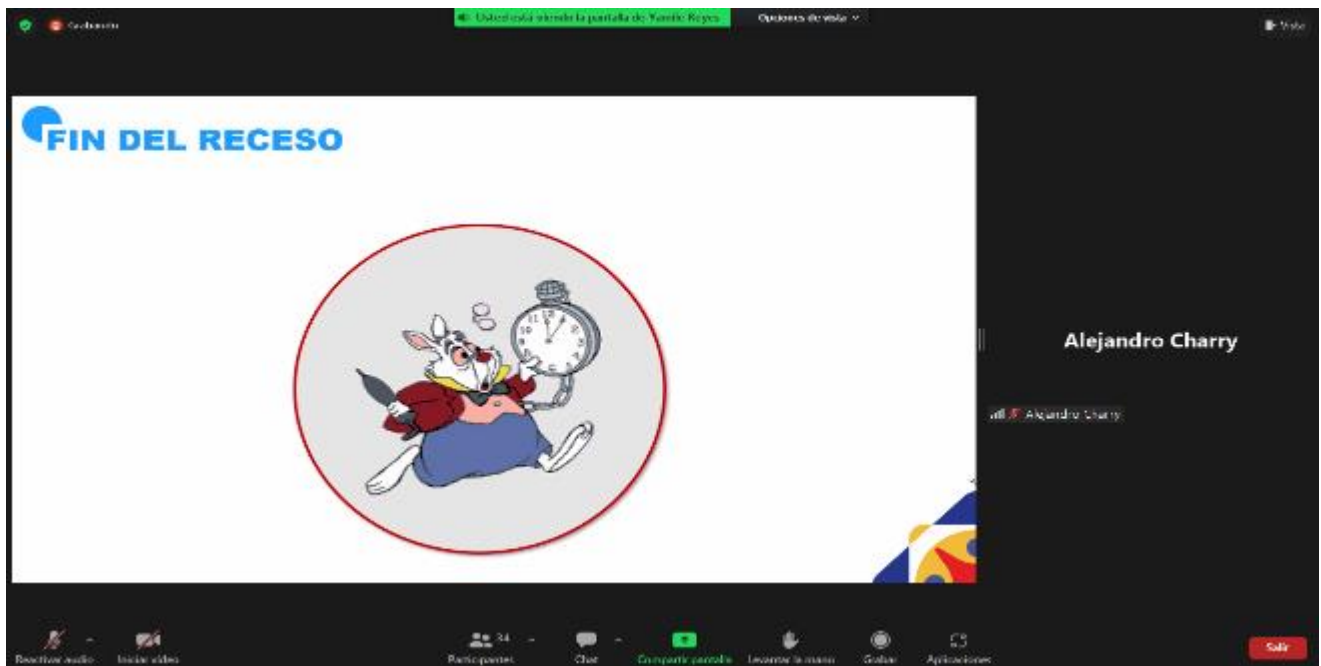 Grabando
Usted está viendo la pantalla de Yamile Reyes
Opciones de vista
Vista
FIN DEL RECESO
Alejandro Charry
Alejandro Charry
Reactivar audio
Iniciar video
34
Participantes
Chat
Compartir pantalla
Levantar la mano
Grabar
Aplicaciones
Salir